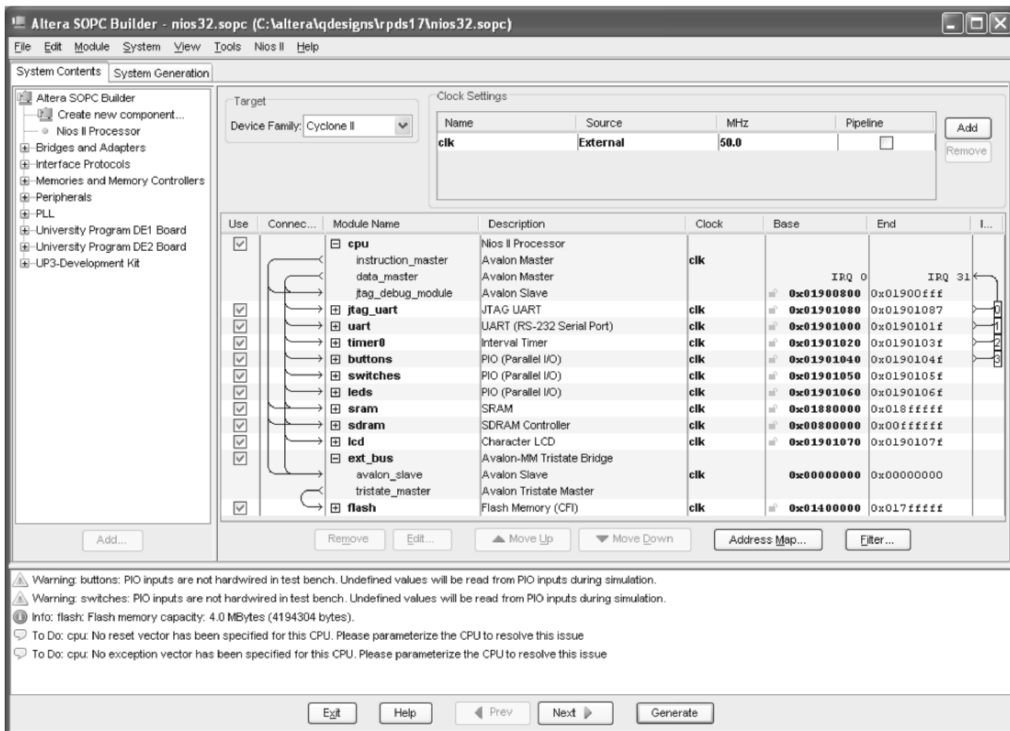 Altera SOPC Builder - nios32.sopc (C:\altera\qdesigns\rpds17\nios32.sopc)
File Edit Module System View Tools Nios II Help
System Contents System Generation
Altera SOPC Builder
Create new component...
Nios II Processor
Bridges and Adapters
Interface Protocols
Memories and Memory Controllers
Peripherals
PLL
University Program DE1 Board
University Program DE2 Board
UP3-Development Kit
Add...
Target
Device Family: Cyclone II
Clock Settings
Name Source MHz Pipeline
clk External 50.0
Add
Remove
Use Connec... Module Name Description Clock Base End I...
cpu Nios II Processor
instruction_master Avalon Master clk
data_master Avalon Master IRQ 0 IRQ 31
jtag_debug_module Avalon Slave 0x01900800 0x01900fff
jtag_uart JTAG UART clk 0x01901080 0x01901087 0
uart UART (RS-232 Serial Port) clk 0x01901000 0x0190101f 1
timer0 Interval Timer clk 0x01901020 0x0190103f 2
buttons PIO (Parallel I/O) clk 0x01901040 0x0190104f 3
switches PIO (Parallel I/O) clk 0x01901050 0x0190105f
leds PIO (Parallel I/O) clk 0x01901060 0x0190106f
sram SRAM clk 0x01880000 0x018fffff
sdram SDRAM Controller clk 0x00800000 0x00ffffff
lcd Character LCD clk 0x01901070 0x0190107f
ext_bus Avalon-MM Tristate Bridge
avalon_slave Avalon Slave clk 0x00000000 0x00000000
tristate_master Avalon Tristate Master
flash Flash Memory (CFI) clk 0x01400000 0x017fffff
Remove Edit... Move Up Move Down Address Map... Filter...
Warning: buttons: PIO inputs are not hardwired in test bench. Undefined values will be read from PIO inputs during simulation.
Warning: switches: PIO inputs are not hardwired in test bench. Undefined values will be read from PIO inputs during simulation.
Info: flash: Flash memory capacity: 4.0 MBytes (4194304 bytes).
To Do: cpu: No reset vector has been specified for this CPU. Please parameterize the CPU to resolve this issue
To Do: cpu: No exception vector has been specified for this CPU. Please parameterize the CPU to resolve this issue
Exit Help Prev Next Generate